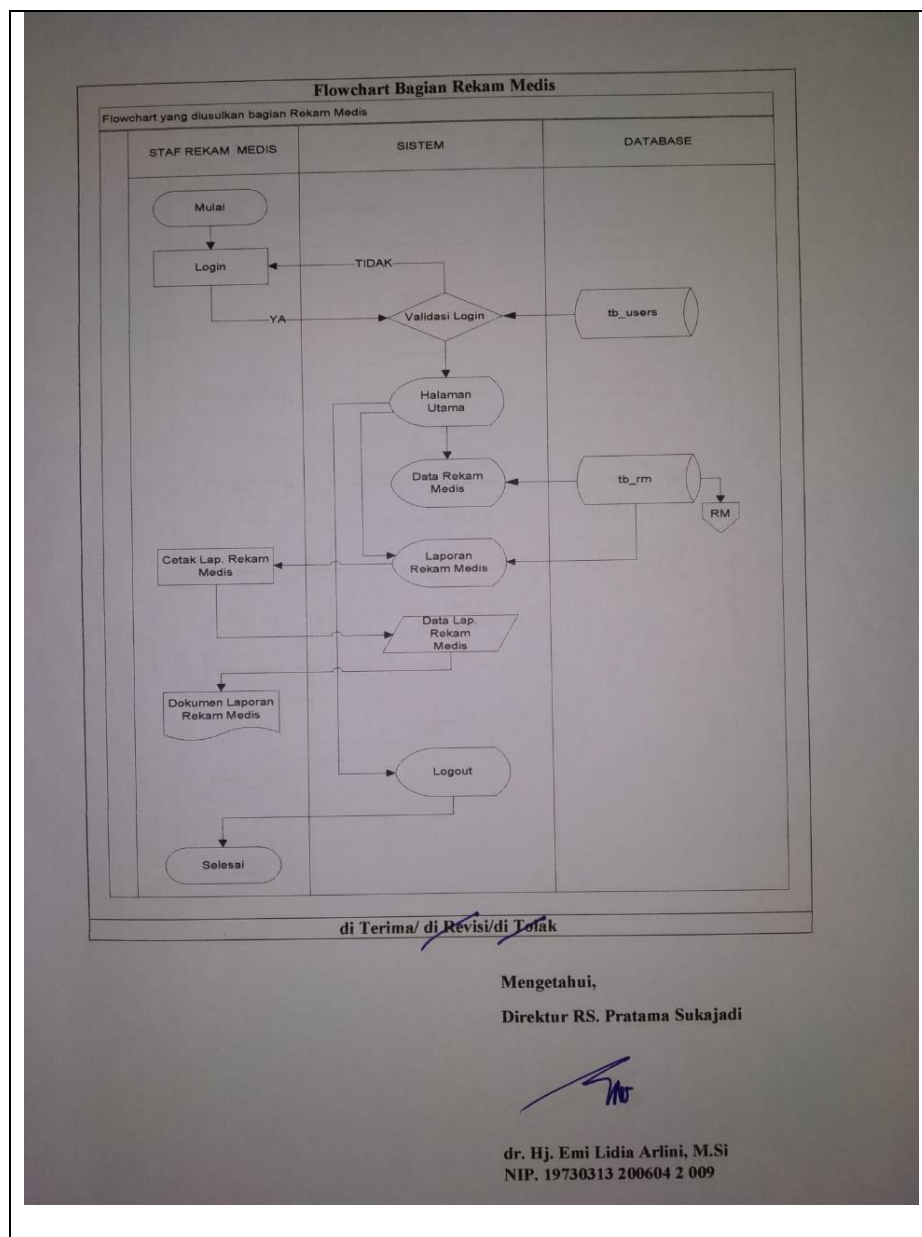 Flowchart Bagian Rekam Medis
Flowchart yang diusulkan bagian Rekam Medis
STAF REKAM MEDIS
SISTEM
DATABASE
Mulai
Login
TIDAK
YA
Validasi Login
tb_users
Halaman
Utama
Data Rekam
Medis
tb_rm
RM
Cetak Lap. Rekam
Medis
Laporan
Rekam Medis
Data Lap.
Rekam
Medis
Dokumen Laporan
Rekam Medis
Logout
Selesai
di Terima/ di Revisi/di Tolak
Mengetahui,
Direktur RS. Pratama Sukajadi
dr. Hj. Emi Lidia Arlini, M.Si
NIP. 19730313 200604 2 009